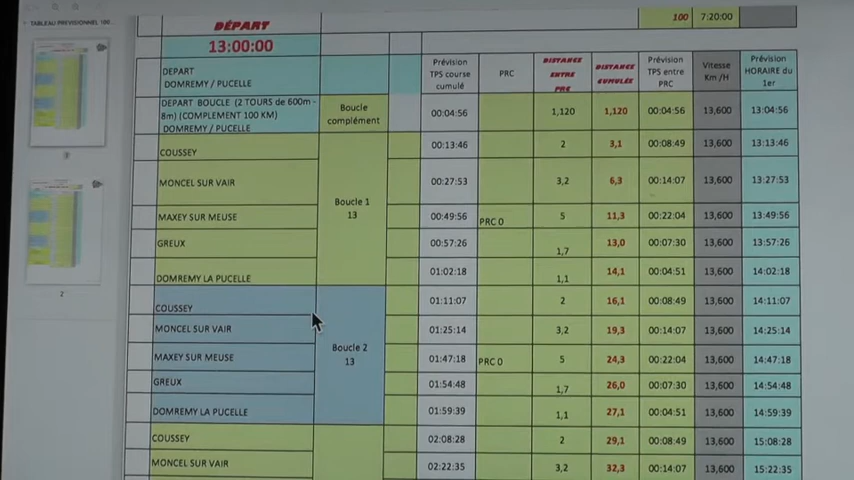 TABLEAU PREVISIONNEL 100...
3
2
DÉPART
100 7:20:00
13:00:00
Prévision TPS course cumulé PRC DISTANCE ENTRE PRC DISTANCE CUMULÉE Prévision TPS entre PRC Vitesse Km /H Prévision HORAIRE du 1er
DEPART
DOMREMY / PUCELLE
DEPART BOUCLE (2 TOURS de 600m -
8m) (COMPLEMENT 100 KM)
DOMREMY / PUCELLE
Boucle complément 00:04:56 1,120 1,120 00:04:56 13,600 13:04:56
COUSSEY 00:13:46 2 3,1 00:08:49 13,600 13:13:46
MONCEL SUR VAIR 00:27:53 3,2 6,3 00:14:07 13,600 13:27:53
Boucle 1
13
MAXEY SUR MEUSE 00:49:56 PRC 0 5 11,3 00:22:04 13,600 13:49:56
GREUX 00:57:26 1,7 13,0 00:07:30 13,600 13:57:26
DOMREMY LA PUCELLE 01:02:18 1,1 14,1 00:04:51 13,600 14:02:18
COUSSEY 01:11:07 2 16,1 00:08:49 13,600 14:11:07
MONCEL SUR VAIR 01:25:14 3,2 19,3 00:14:07 13,600 14:25:14
Boucle 2
13
MAXEY SUR MEUSE 01:47:18 PRC 0 5 24,3 00:22:04 13,600 14:47:18
GREUX 01:54:48 1,7 26,0 00:07:30 13,600 14:54:48
DOMREMY LA PUCELLE 01:59:39 1,1 27,1 00:04:51 13,600 14:59:39
COUSSEY 02:08:28 2 29,1 00:08:49 13,600 15:08:28
MONCEL SUR VAIR 02:22:35 3,2 32,3 00:14:07 13,600 15:22:35